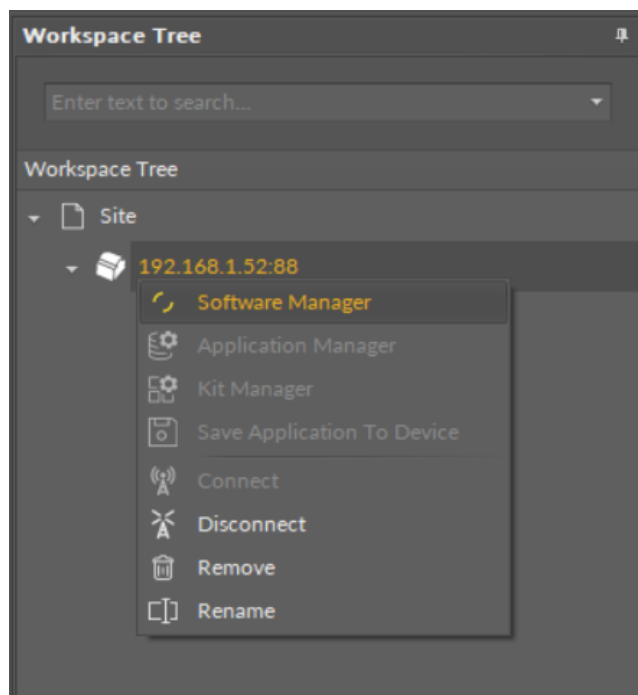 Workspace Tree
Enter text to search...
Workspace Tree
Site
192.168.1.52:88
Software Manager
Application Manager
Kit Manager
Save Application To Device
Connect
Disconnect
Remove
Rename